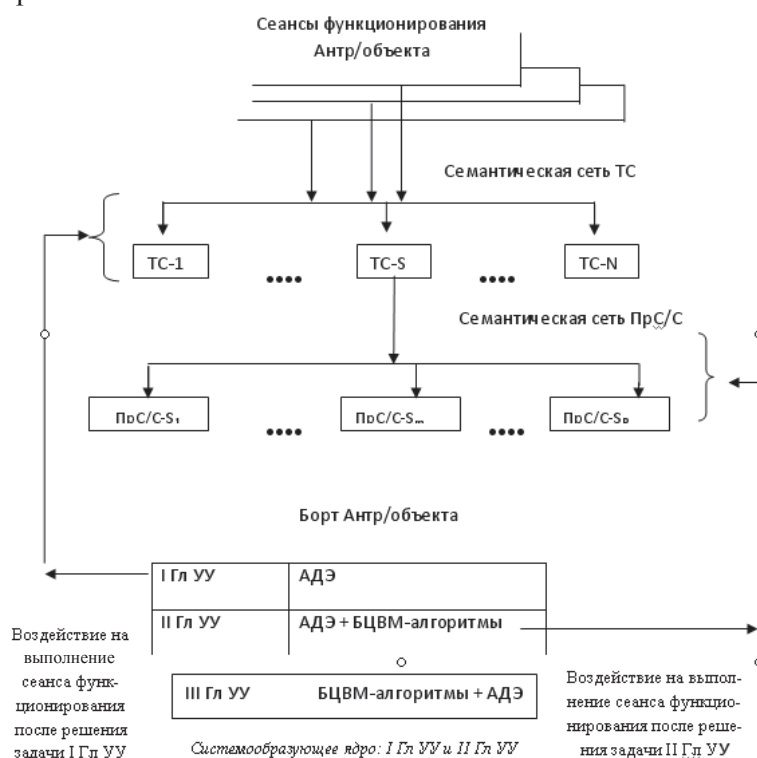 Сеансы функционирования
Антр/объекта
Семантическая сеть ТС
ТС-1
••••
ТС-S
••••
ТС-N
Семантическая сеть ПрС/С
ПрС/С-S₁
••••
ПрС/С-Sₘ
••••
Борт Антр/объекта
I Гл УУ АДЭ
II Гл УУ АДЭ + БЦВМ-алгоритмы
III Гл УУ БЦВМ-алгоритмы + АДЭ
Воздействие на
выполнение
сеанса функ-
ционирования
после решения
задачи I Гл УУ
Системообразующее ядро: I Гл УУ и II Гл УУ
Воздействие на выпол-
нение сеанса функцио-
нирования после реше-
ния задачи II Гл УУ